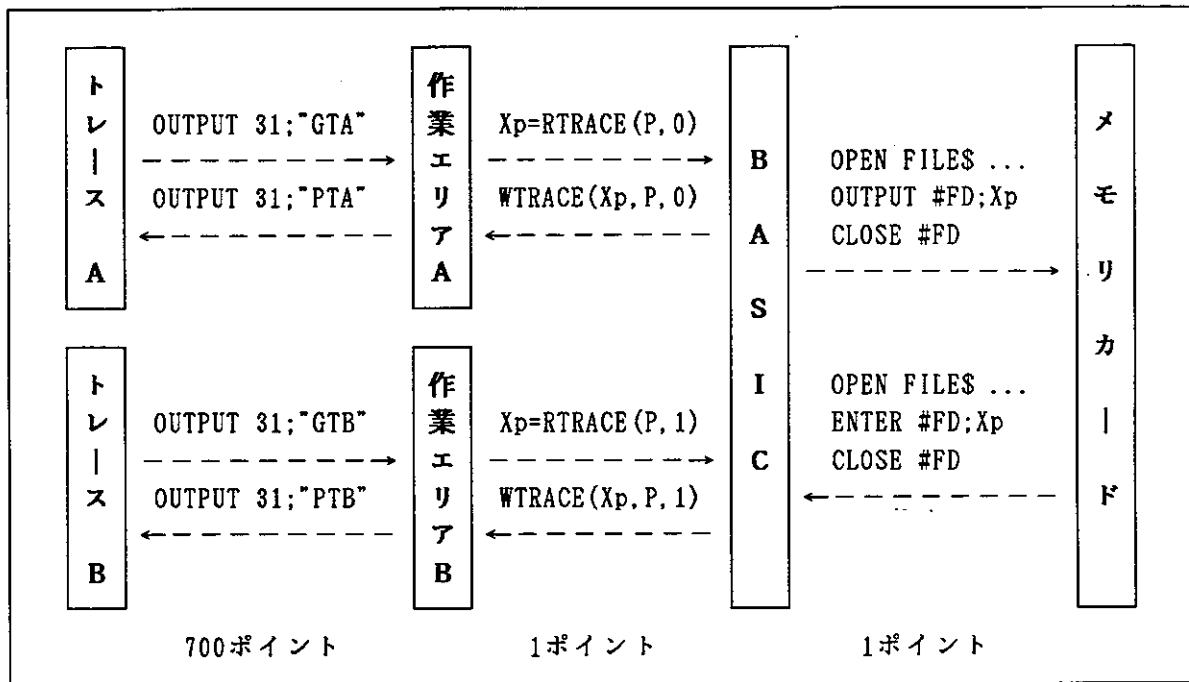 トレース A
OUTPUT 31;"GTA"
OUTPUT 31;"PTA"
作業エリア A
Xp=RTRACE(P,0)
WTRACE(Xp,P,0)
BASIC
OPEN FILE$ ...
OUTPUT #FD;Xp
CLOSE #FD
メモリカード
トレース B
OUTPUT 31;"GTB"
OUTPUT 31;"PTB"
作業エリア B
Xp=RTRACE(P,1)
WTRACE(Xp,P,1)
OPEN FILE$ ...
ENTER #FD;Xp
CLOSE #FD
700ポイント
1ポイント
1ポイント